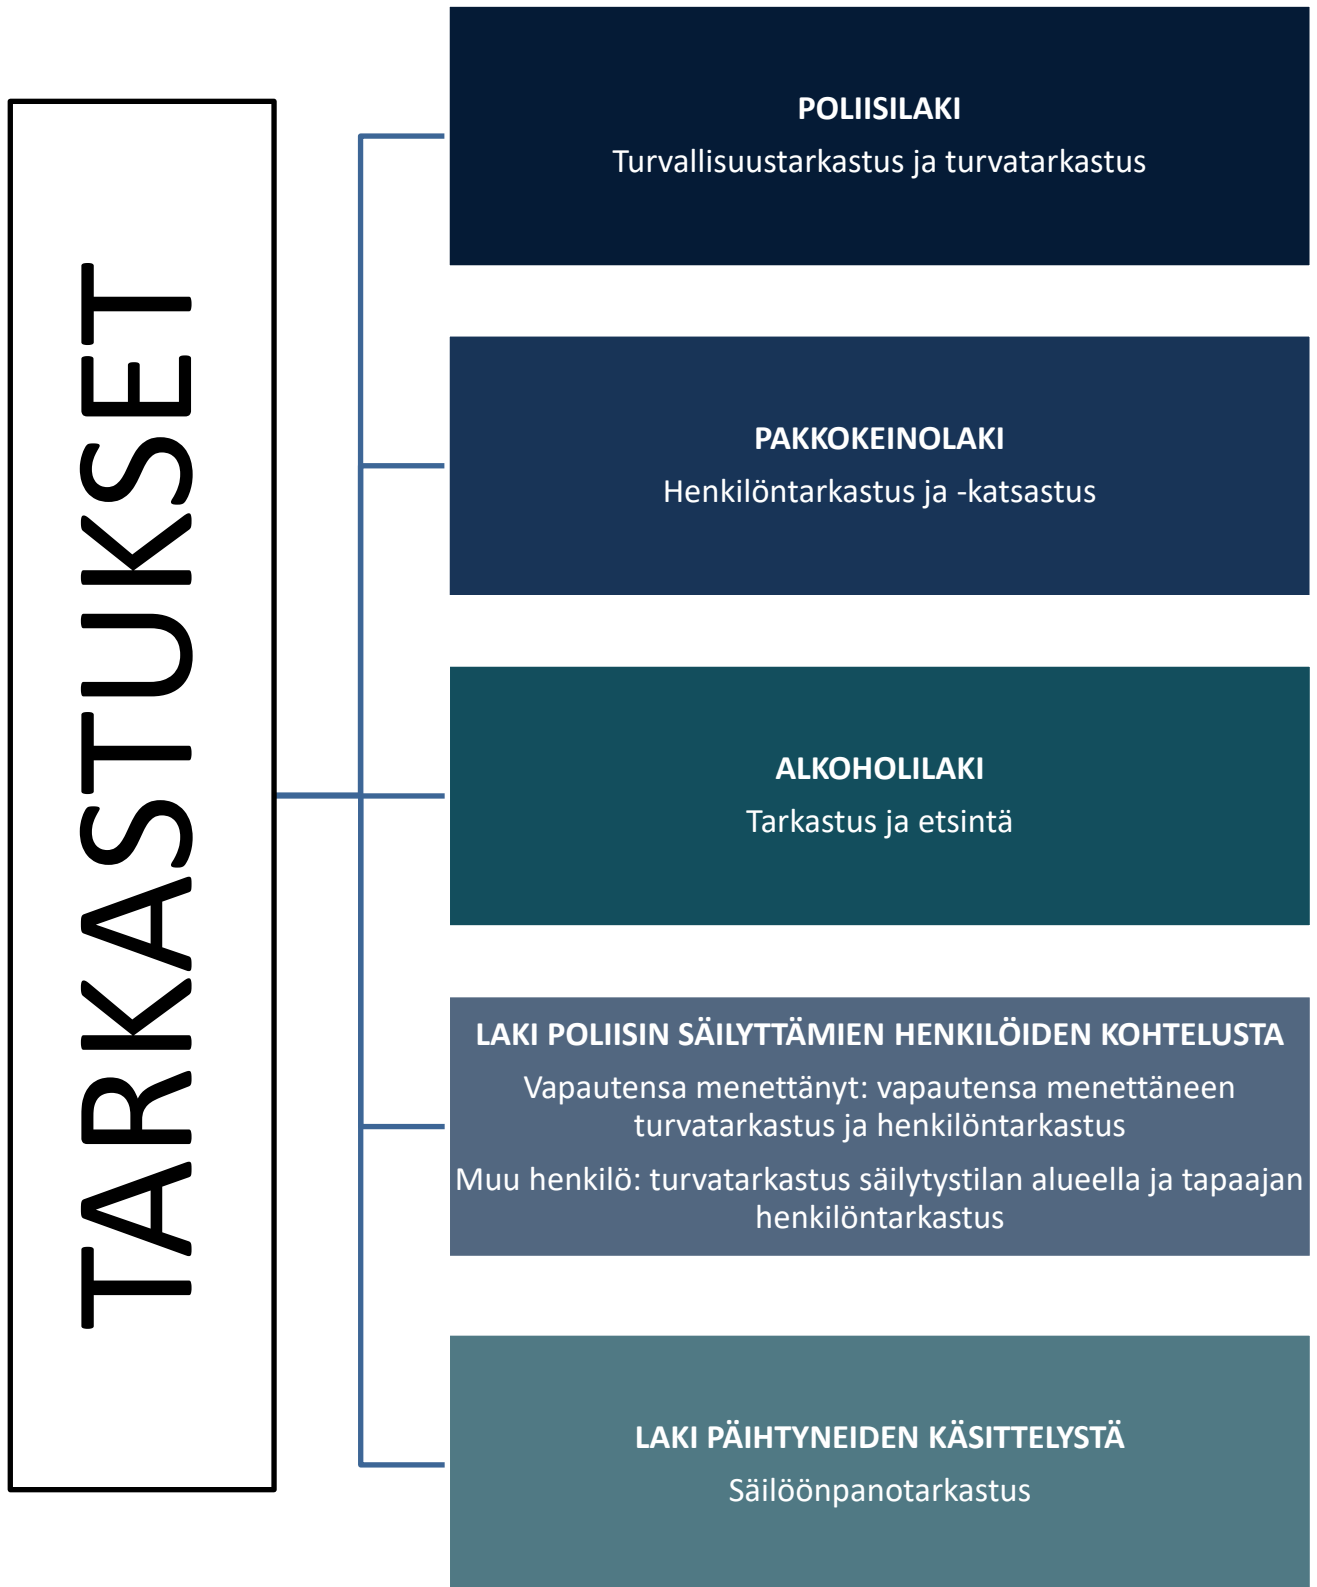 TARKASTUKSET
POLIISILAKI
Turvallisuustarkastus ja turvatarkastus
PAKKOKEINOLAKI
Henkilöntarkastus ja -katsastus
ALKOHOLILAKI
Tarkastus ja etsintä
LAKI POLIISIN SÄILYTTÄMIEN HENKILÖIDEN KOHTELUSTA
Vapautensa menettänyt: vapautensa menettäneen
turvatarkastus ja henkilöntarkastus
Muu henkilö: turvatarkastus säilytystilan alueella ja tapaajan
henkilöntarkastus
LAKI PÄIHTYNEIDEN KÄSITTELYSTÄ
Säilöönpanotarkastus